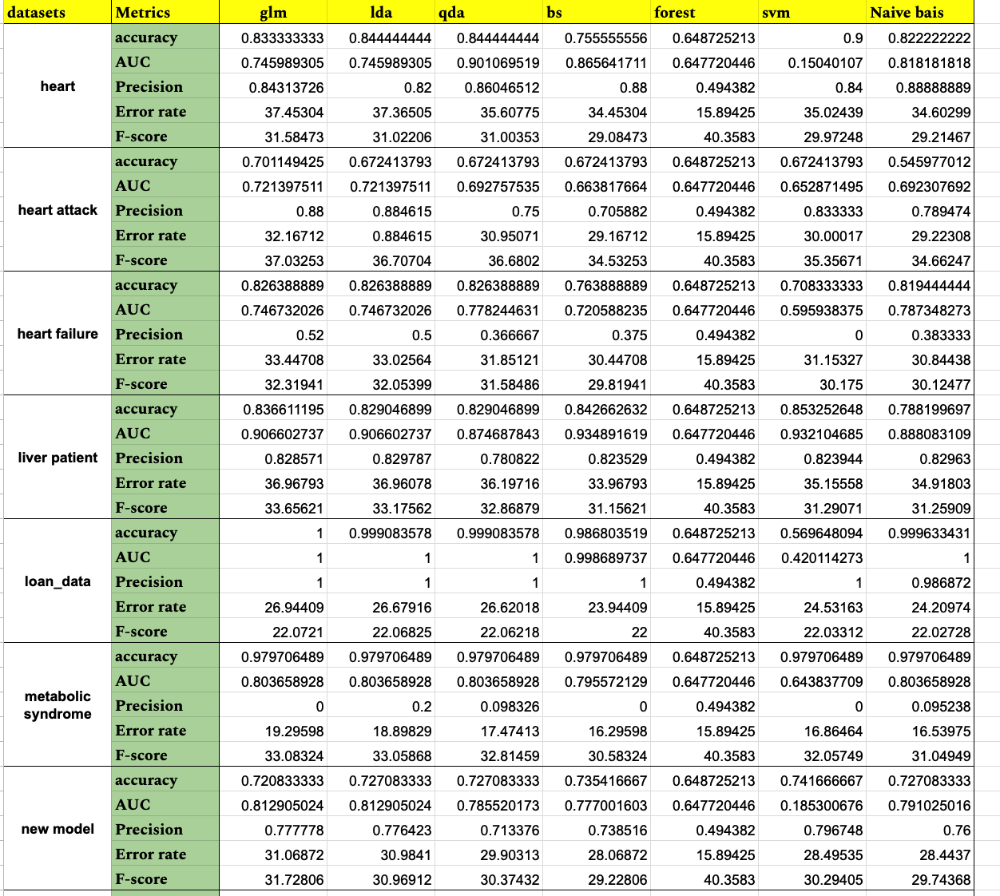 datasets Metrics glm lda qda bs forest svm Naive bais
accuracy 0.833333333 0.844444444 0.844444444 0.755555556 0.648725213 0.9 0.822222222
AUC 0.745989305 0.745989305 0.901069519 0.865641711 0.647720446 0.15040107 0.818181818
heart Precision 0.84313726 0.82 0.86046512 0.88 0.494382 0.84 0.88888889
Error rate 37.45304 37.36505 35.60775 34.45304 15.89425 35.02439 34.60299
F-score 31.58473 31.02206 31.00353 29.08473 40.3583 29.97248 29.21467
accuracy 0.701149425 0.672413793 0.672413793 0.672413793 0.648725213 0.672413793 0.545977012
AUC 0.721397511 0.721397511 0.692757535 0.663817664 0.647720446 0.652871495 0.692307692
heart attack Precision 0.88 0.884615 0.75 0.705882 0.494382 0.833333 0.789474
Error rate 32.16712 0.884615 30.95071 29.16712 15.89425 30.00017 29.22308
F-score 37.03253 36.70704 36.6802 34.53253 40.3583 35.35671 34.66247
accuracy 0.826388889 0.826388889 0.826388889 0.763888889 0.648725213 0.708333333 0.819444444
AUC 0.746732026 0.746732026 0.778244631 0.720588235 0.647720446 0.595938375 0.787348273
heart failure Precision 0.52 0.5 0.366667 0.375 0.494382 0 0.383333
Error rate 33.44708 33.02564 31.85121 30.44708 15.89425 31.15327 30.84438
F-score 32.31941 32.05399 31.58486 29.81941 40.3583 30.175 30.12477
accuracy 0.836611195 0.829046899 0.829046899 0.842662632 0.648725213 0.853252648 0.788199697
AUC 0.906602737 0.906602737 0.874687843 0.934891619 0.647720446 0.932104685 0.888083109
liver patient Precision 0.828571 0.829787 0.780822 0.823529 0.494382 0.823944 0.82963
Error rate 36.96793 36.96078 36.19716 33.96793 15.89425 35.15558 34.91803
F-score 33.65621 33.17562 32.86879 31.15621 40.3583 31.29071 31.25909
accuracy 1 0.999083578 0.999083578 0.986803519 0.648725213 0.569648094 0.999633431
AUC 1 1 1 0.998689737 0.647720446 0.420114273 1
loan_data Precision 1 1 1 1 0.494382 1 0.986872
Error rate 26.94409 26.67916 26.62018 23.94409 15.89425 24.53163 24.20974
F-score 22.0721 22.06825 22.06218 22 40.3583 22.03312 22.02728
accuracy 0.979706489 0.979706489 0.979706489 0.979706489 0.648725213 0.979706489 0.979706489
AUC 0.803658928 0.803658928 0.803658928 0.795572129 0.647720446 0.643837709 0.803658928
metabolic syndrome Precision 0 0.2 0.098326 0 0.494382 0 0.095238
Error rate 19.29598 18.89829 17.47413 16.29598 15.89425 16.86464 16.53975
F-score 33.08324 33.05868 32.81459 30.58324 40.3583 32.05749 31.04949
accuracy 0.720833333 0.727083333 0.727083333 0.735416667 0.648725213 0.741666667 0.727083333
AUC 0.812905024 0.812905024 0.785520173 0.777001603 0.647720446 0.185300676 0.791025016
new model Precision 0.777778 0.776423 0.713376 0.738516 0.494382 0.796748 0.76
Error rate 31.06872 30.9841 29.90313 28.06872 15.89425 28.49535 28.4437
F-score 31.72806 30.96912 30.37432 29.22806 40.3583 30.29405 29.74368